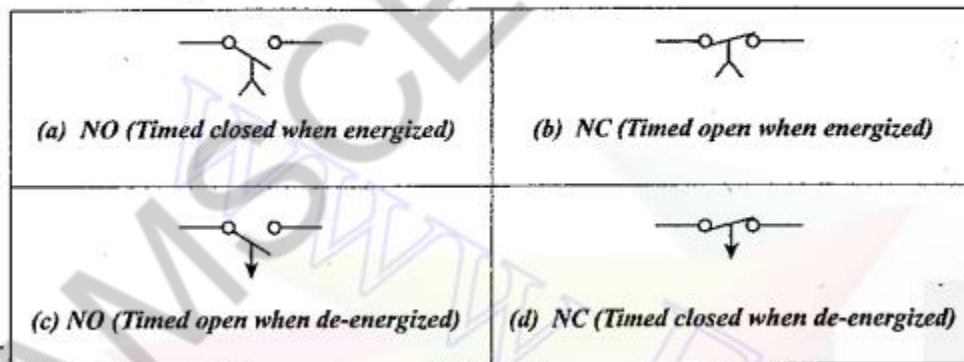 (a) NO (Timed closed when energized)
(b) NC (Timed open when energized)
(c) NO (Timed open when de-energized)
(d) NC (Timed closed when de-energized)